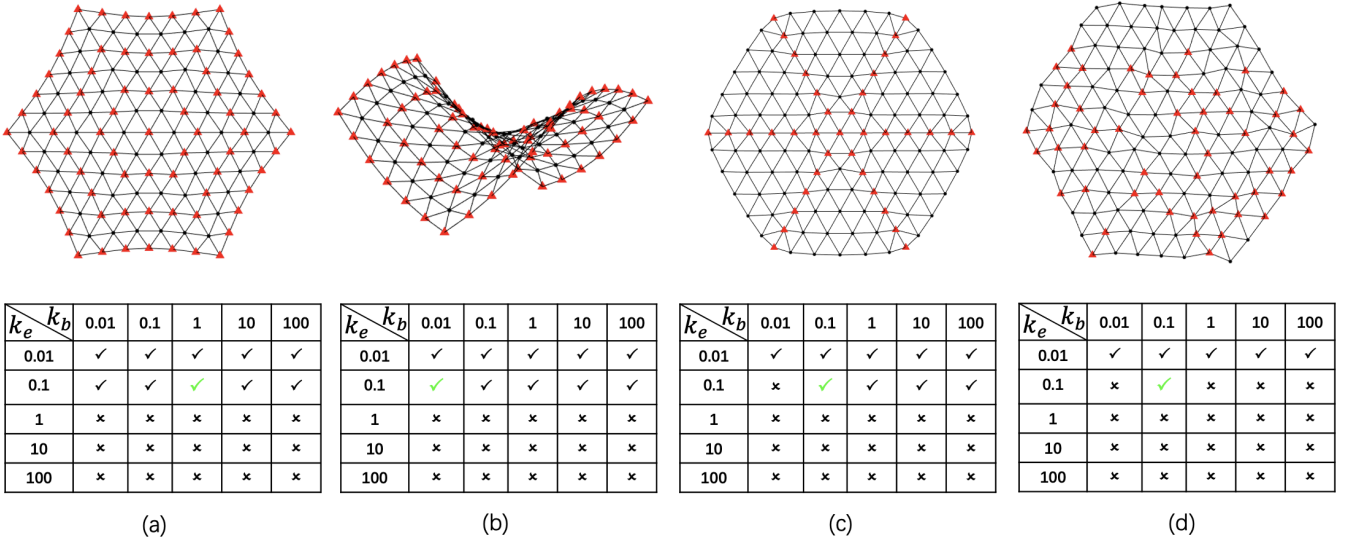 k_e k_b 0.01 0.1 1 10 100
0.01 ✓ ✓ ✓ ✓ ✓
0.1 ✓ ✓ ✓ ✓ ✓
1 × × × × ×
10 × × × × ×
100 × × × × ×
(a)
k_e k_b 0.01 0.1 1 10 100
0.01 ✓ ✓ ✓ ✓ ✓
0.1 ✓ ✓ ✓ ✓ ✓
1 × × × × ×
10 × × × × ×
100 × × × × ×
(b)
k_e k_b 0.01 0.1 1 10 100
0.01 ✓ ✓ ✓ ✓ ✓
0.1 × ✓ ✓ ✓ ✓
1 × × × × ×
10 × × × × ×
100 × × × × ×
(c)
k_e k_b 0.01 0.1 1 10 100
0.01 ✓ ✓ ✓ ✓ ✓
0.1 × ✓ × × ×
1 × × × × ×
10 × × × × ×
100 × × × × ×
(d)